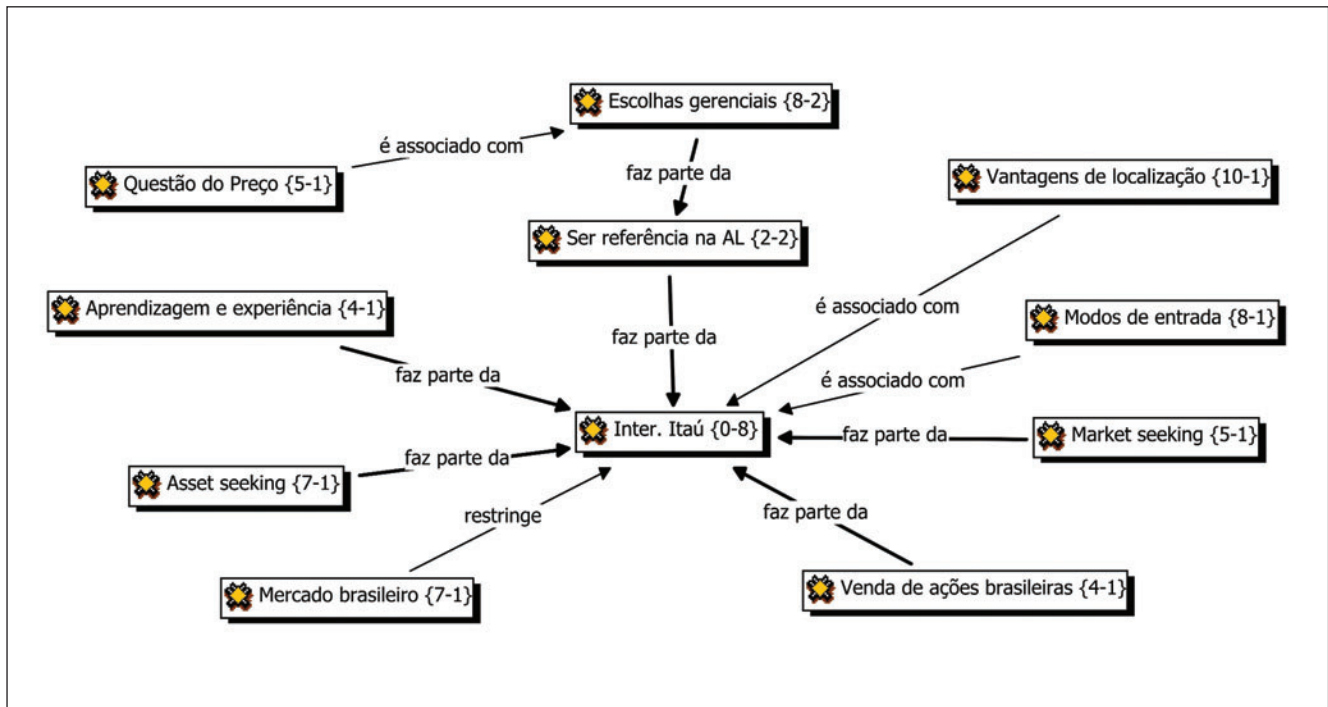 Escolhas gerenciais {8-2}
é associado com
Questão do Preço {5-1}
faz parte da
Vantagens de localização {10-1}
Ser referência na AL {2-2}
Aprendizagem e experiência {4-1}
é associado com
Modos de entrada {8-1}
faz parte da
faz parte da
é associado com
Inter. Itaú {0-8}
Market seeking {5-1}
faz parte da
faz parte da
Asset seeking {7-1}
restringe
faz parte da
Mercado brasileiro {7-1}
Venda de ações brasileiras {4-1}